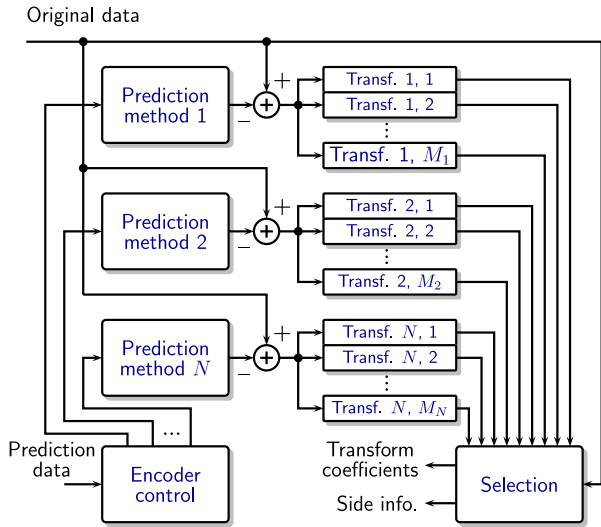 Original data
Prediction
method 1
+
−
Transf. 1, 1
Transf. 1, 2
⋮
Transf. 1, M₁
Prediction
method 2
+
−
Transf. 2, 1
Transf. 2, 2
⋮
Transf. 2, M₂
Prediction
method N
+
−
Transf. N, 1
Transf. N, 2
⋮
Transf. N, M_N
...
Prediction
data
Encoder
control
Transform
coefficients
Side info.
Selection